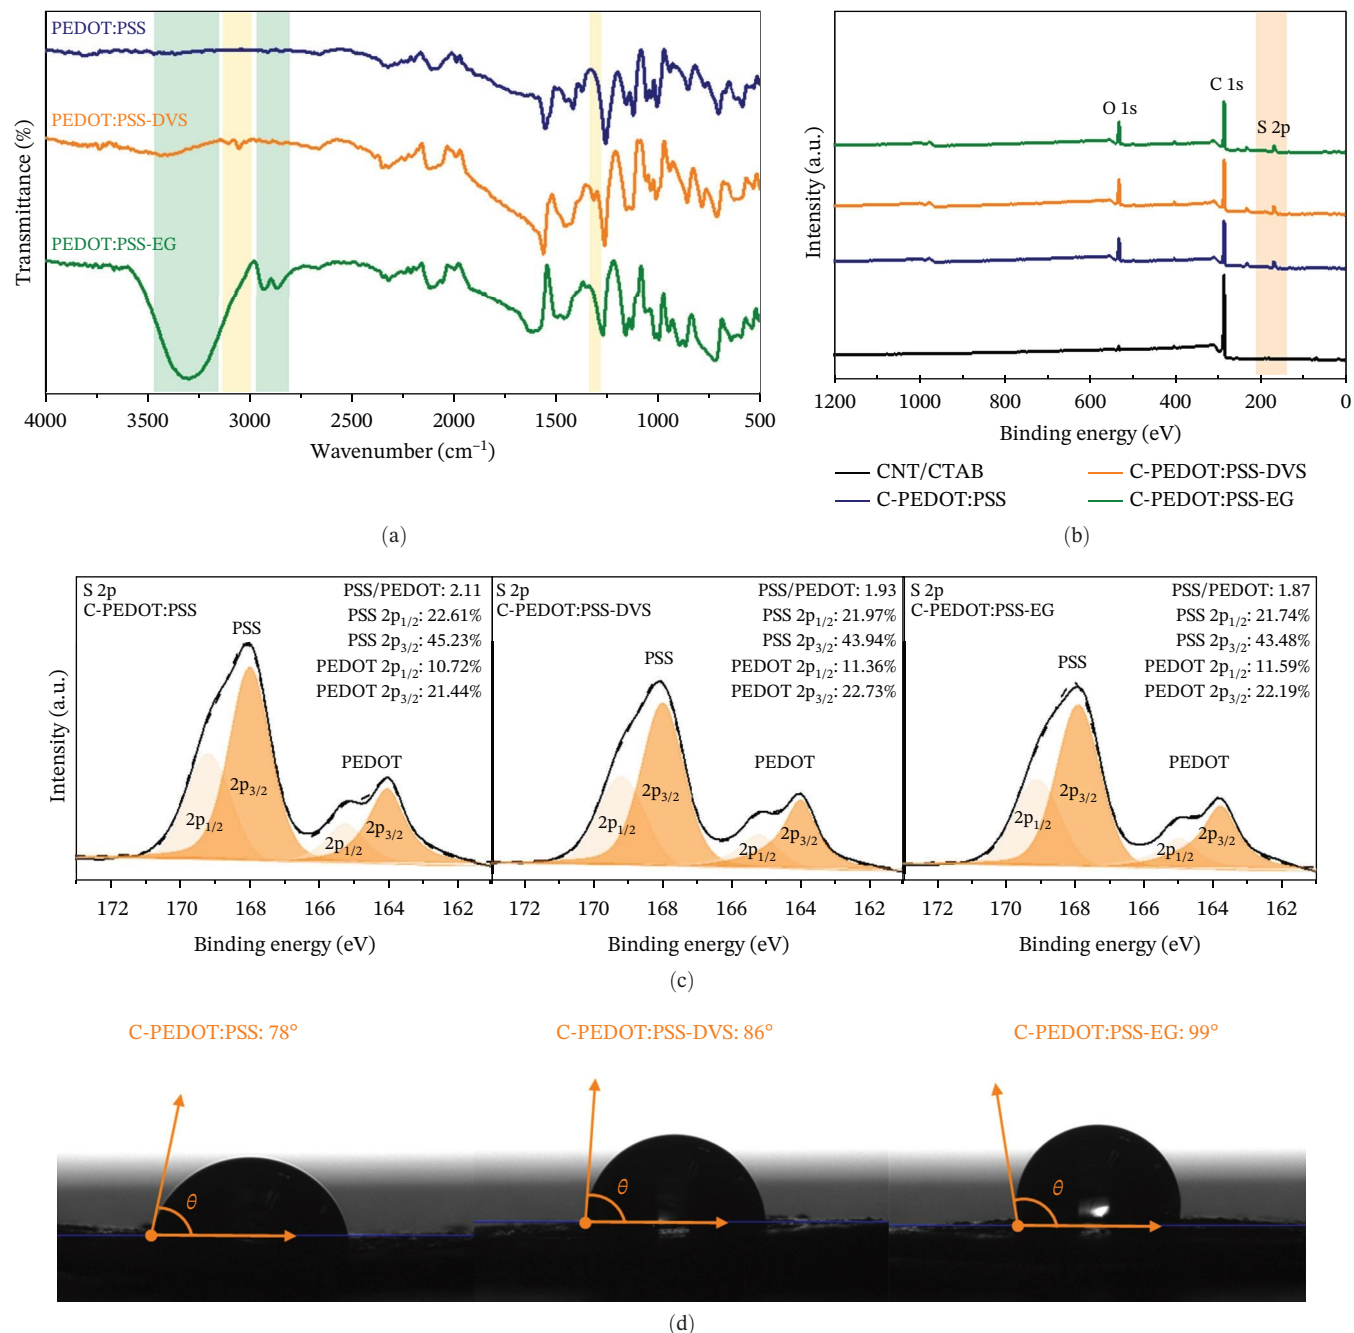 PEDOT:PSS
PEDOT:PSS-DVS
PEDOT:PSS-EG
Transmittance (%)
4000 3500 3000 2500 2000 1500 1000 500
Wavenumber (cm⁻¹)
(a)
O 1s
C 1s
S 2p
Intensity (a.u.)
1200 1000 800 600 400 200 0
Binding energy (eV)
CNT/CTAB
C-PEDOT:PSS-DVS
C-PEDOT:PSS
C-PEDOT:PSS-EG
(b)
S 2p
C-PEDOT:PSS
PSS/PEDOT: 2.11
PSS 2p1/2: 22.61%
PSS 2p3/2: 45.23%
PEDOT 2p1/2: 10.72%
PEDOT 2p3/2: 21.44%
PSS
PEDOT
2p1/2
2p3/2
2p1/2
2p3/2
Intensity (a.u.)
172 170 168 166 164 162
Binding energy (eV)
S 2p
C-PEDOT:PSS-DVS
PSS/PEDOT: 1.93
PSS 2p1/2: 21.97%
PSS 2p3/2: 43.94%
PEDOT 2p1/2: 11.36%
PEDOT 2p3/2: 22.73%
PSS
PEDOT
2p1/2
2p3/2
2p1/2
2p3/2
172 170 168 166 164 162
Binding energy (eV)
S 2p
C-PEDOT:PSS-EG
PSS/PEDOT: 1.87
PSS 2p1/2: 21.74%
PSS 2p3/2: 43.48%
PEDOT 2p1/2: 11.59%
PEDOT 2p3/2: 22.19%
PSS
PEDOT
2p1/2
2p3/2
2p1/2
2p3/2
172 170 168 166 164 162
Binding energy (eV)
(c)
C-PEDOT:PSS: 78°
C-PEDOT:PSS-DVS: 86°
C-PEDOT:PSS-EG: 99°
θ
θ
θ
(d)